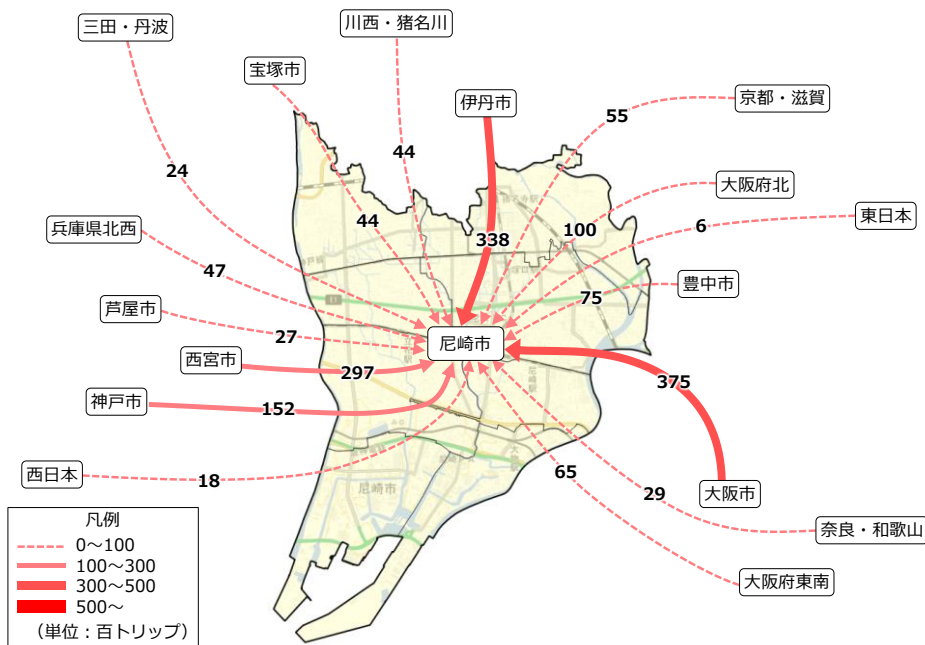 川西・猪名川
三田・丹波
宝塚市
伊丹市
京都・滋賀
55
44
24
大阪府北
東日本
44
兵庫県北西
338
100
6
47
豊中市
75
芦屋市
27
尼崎市
西宮市
297
375
神戸市
152
西日本
18
65
29
大阪市
尼崎市
奈良・和歌山
大阪府東南
凡例
0～100
100～300
300～500
500～
（単位：百トリップ）